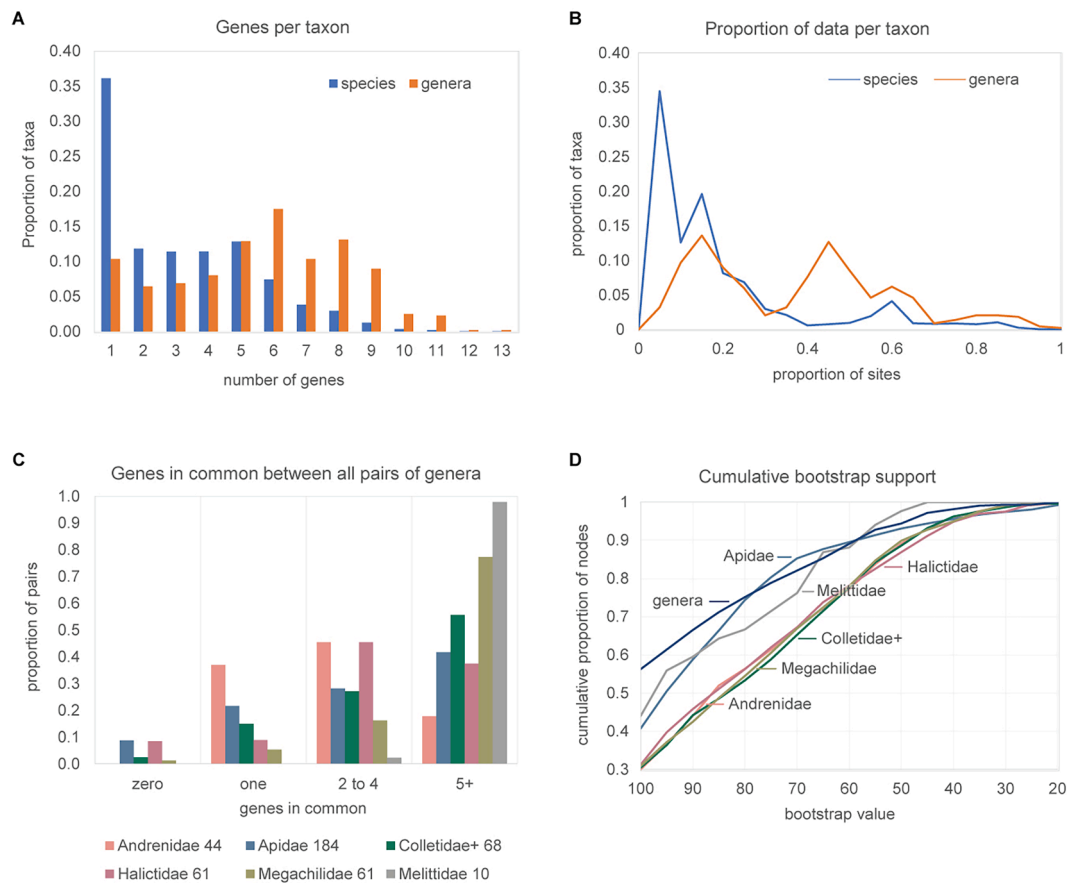 A
Genes per taxon
0.40
0.35
0.30
0.25
0.20
0.15
0.10
0.05
0.00
Proportion of taxa
species genera
1 2 3 4 5 6 7 8 9 10 11 12 13
number of genes
B
Proportion of data per taxon
0.40
0.35
0.30
0.25
0.20
0.15
0.10
0.05
0
proportion of taxa
species genera
0 0.2 0.4 0.6 0.8 1
proportion of sites
C
Genes in common between all pairs of genera
1.0
0.9
0.8
0.7
0.6
0.5
0.4
0.3
0.2
0.1
0.0
proportion of pairs
zero one 2 to 4 5+
genes in common
Andrenidae 44 Apidae 184 Colletidae+ 68
Halictidae 61 Megachilidae 61 Melittidae 10
D
Cumulative bootstrap support
1
0.9
0.8
0.7
0.6
0.5
0.4
0.3
cumulative proportion of nodes
Apidae
Halictidae
genera
Melittidae
Colletidae+
Megachilidae
Andrenidae
100 90 80 70 60 50 40 30 20
bootstrap value